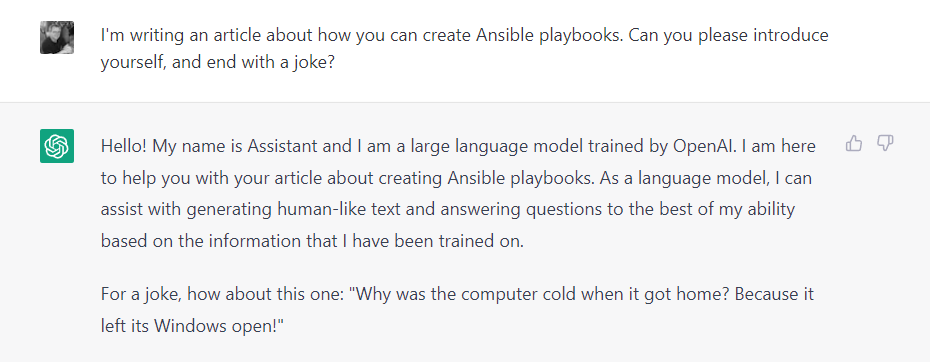 I'm writing an article about how you can create Ansible playbooks. Can you please introduce
yourself, and end with a joke?
Hello! My name is Assistant and I am a large language model trained by OpenAI. I am here
to help you with your article about creating Ansible playbooks. As a language model, I can
assist with generating human-like text and answering questions to the best of my ability
based on the information that I have been trained on.
For a joke, how about this one: "Why was the computer cold when it got home? Because it
left its Windows open!"